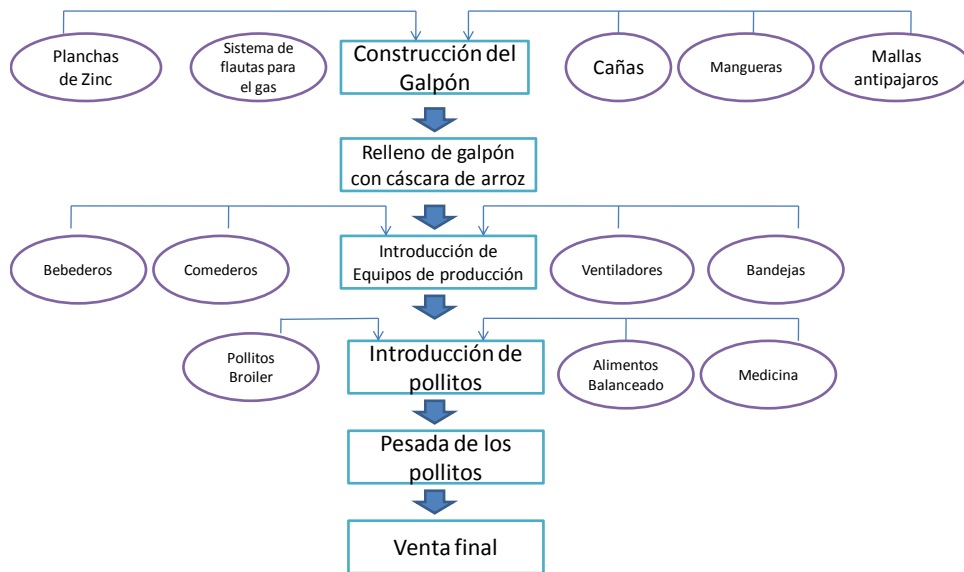 Planchas
de Zinc
Sistema de
flautas para
el gas
Construcción del
Galpón
Cañas
Mangueras
Mallas
antipajaros
Relleno de galpón
con cáscara de arroz
Bebederos
Comederos
Introducción de
Equipos de producción
Ventiladores
Bandejas
Pollitos
Broiler
Introducción de
pollitos
Alimentos
Balanceado
Medicina
Pesada de los
pollitos
Venta final